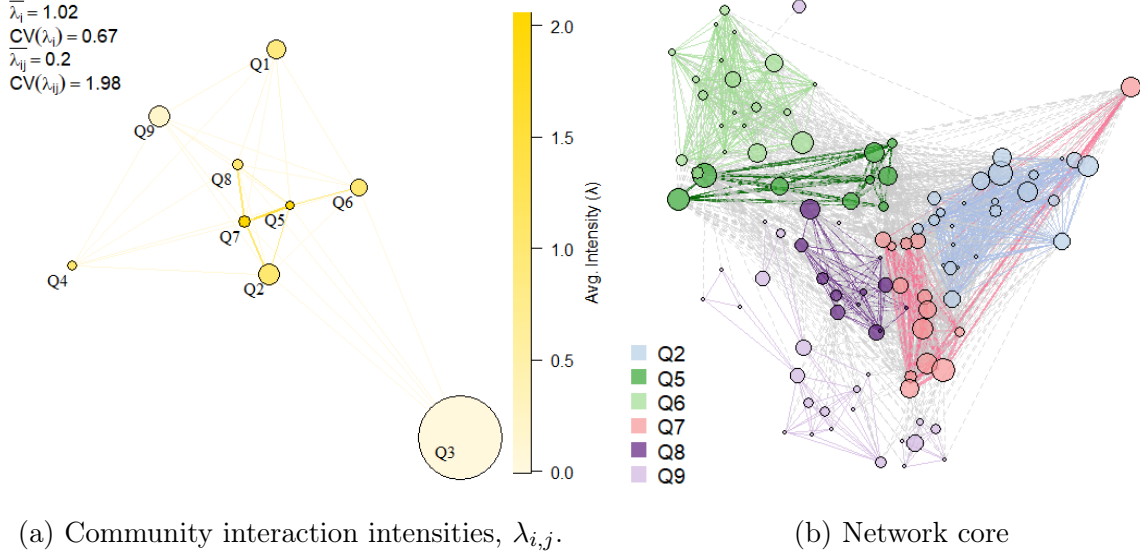 λ̅ᵢ = 1.02
CV(λᵢ) = 0.67
λ̅ᵢⱼ = 0.2
CV(λᵢⱼ) = 1.98
Q1
Q9
Q8
Q6
Q5
Q7
Q4
Q2
Q3
2.0
1.5
1.0
0.5
0.0
Avg. Intensity (λ)
Q2
Q5
Q6
Q7
Q8
Q9
(a) Community interaction intensities, λᵢ,ⱼ.
(b) Network core